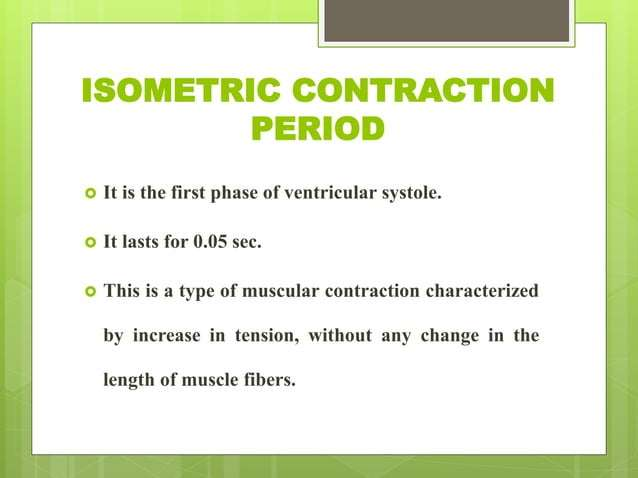 ISOMETRIC CONTRACTION
PERIOD
It is the first phase of ventricular systole.
It lasts for 0.05 sec.
This is a type of muscular contraction characterized
by increase in tension, without any change in the
length of muscle fibers.